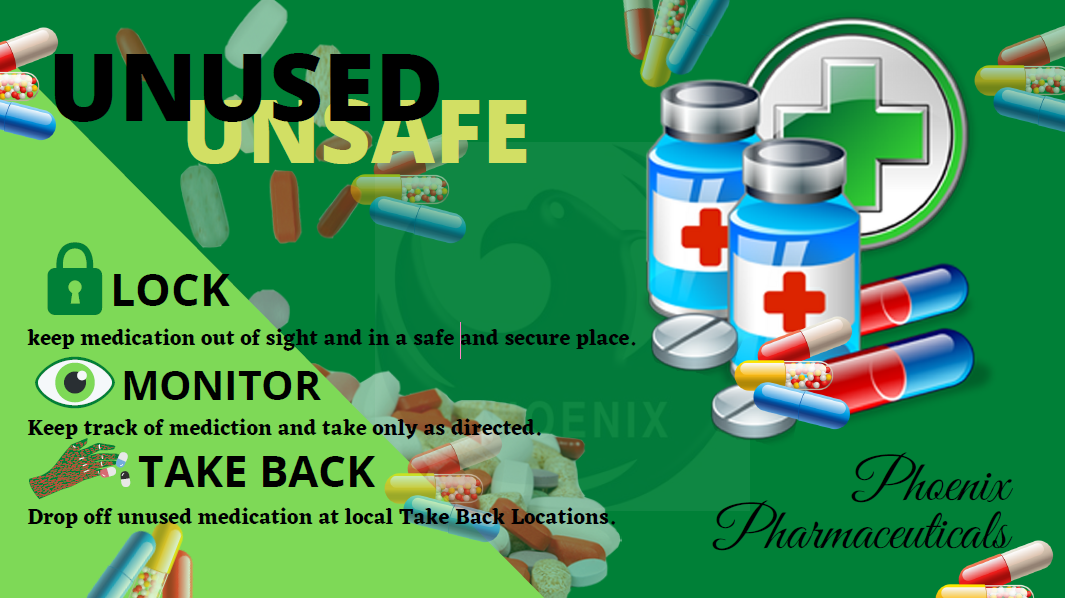 UNUSED
UNSAFE
LOCK
keep medication out of sight and in a safe and secure place.
MONITOR
Keep track of mediction and take only as directed.
TAKE BACK
Drop off unused medication at local Take Back Locations.
PHOENIX
Phoenix
Pharmaceuticals